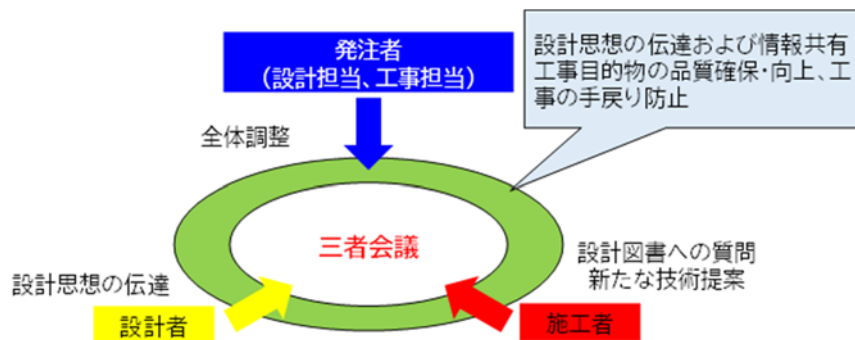 発注者
（設計担当、工事担当）
設計思想の伝達および情報共有
工事目的物の品質確保・向上、工
事の手戻り防止
全体調整
三者会議
設計図書への質問
新たな技術提案
設計思想の伝達
設計者
施工者